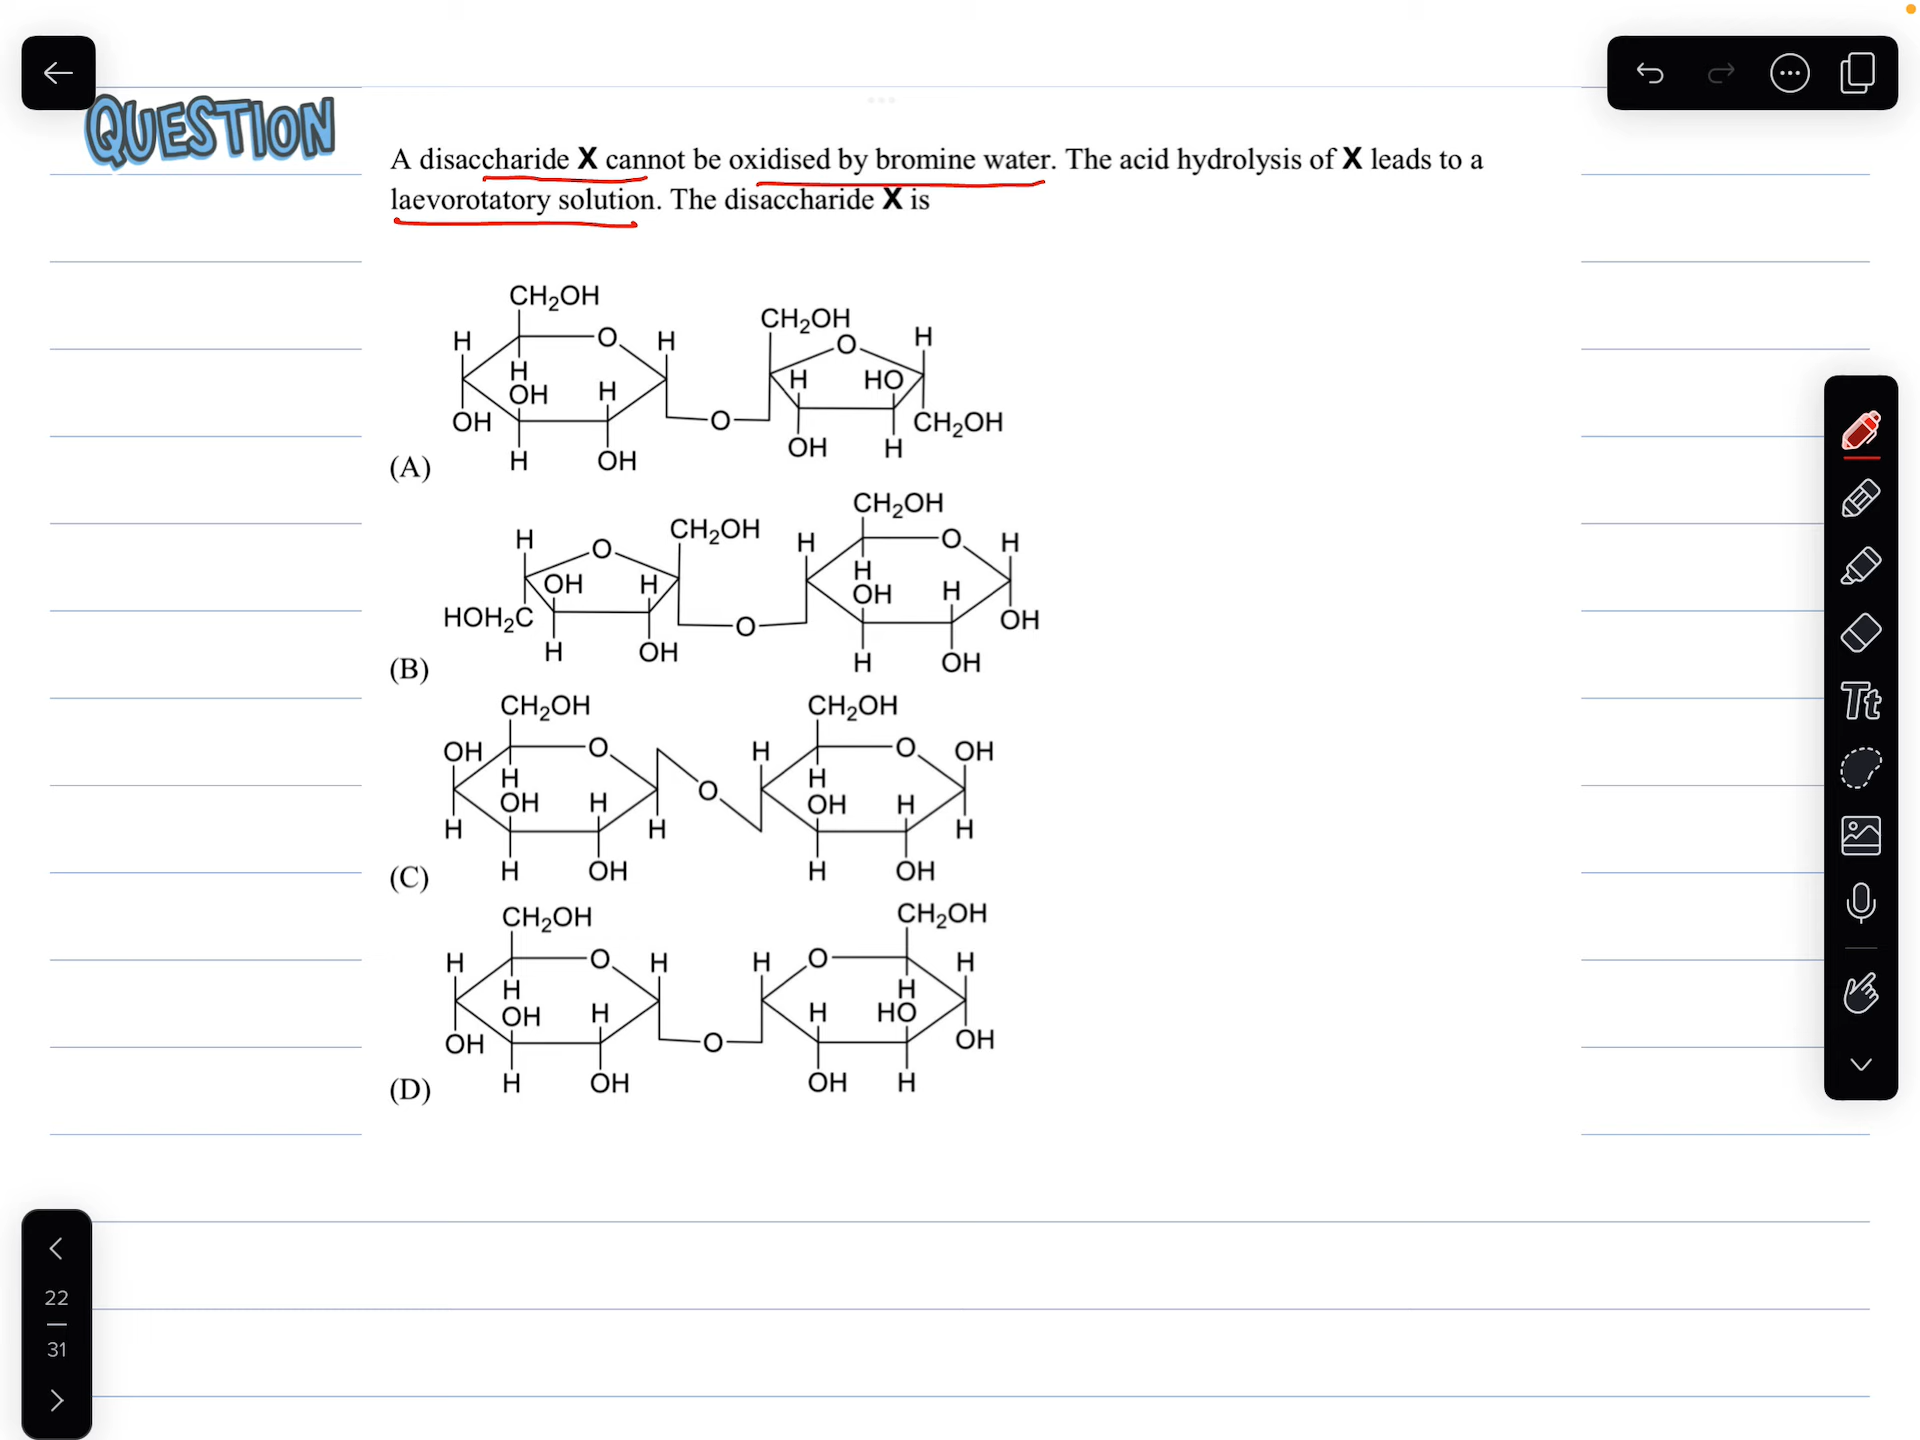 QUESTION
A disaccharide X cannot be oxidised by bromine water. The acid hydrolysis of X leads to a
laevorotatory solution. The disaccharide X is
CH2OH
CH2OH
H O H O H
H H HO
OH H
OH O CH2OH
OH H
H OH
(A)
CH2OH
CH2OH
H O H O H
OH H H
OH H
HOH2C O OH
H OH
H OH
(B)
CH2OH CH2OH
OH O H O OH
H O H
OH H OH H
H H H
H OH H OH
(C)
CH2OH CH2OH
H O H H O H
H H
OH H H HO
OH O OH
H OH OH H
(D)
Tt
22
31